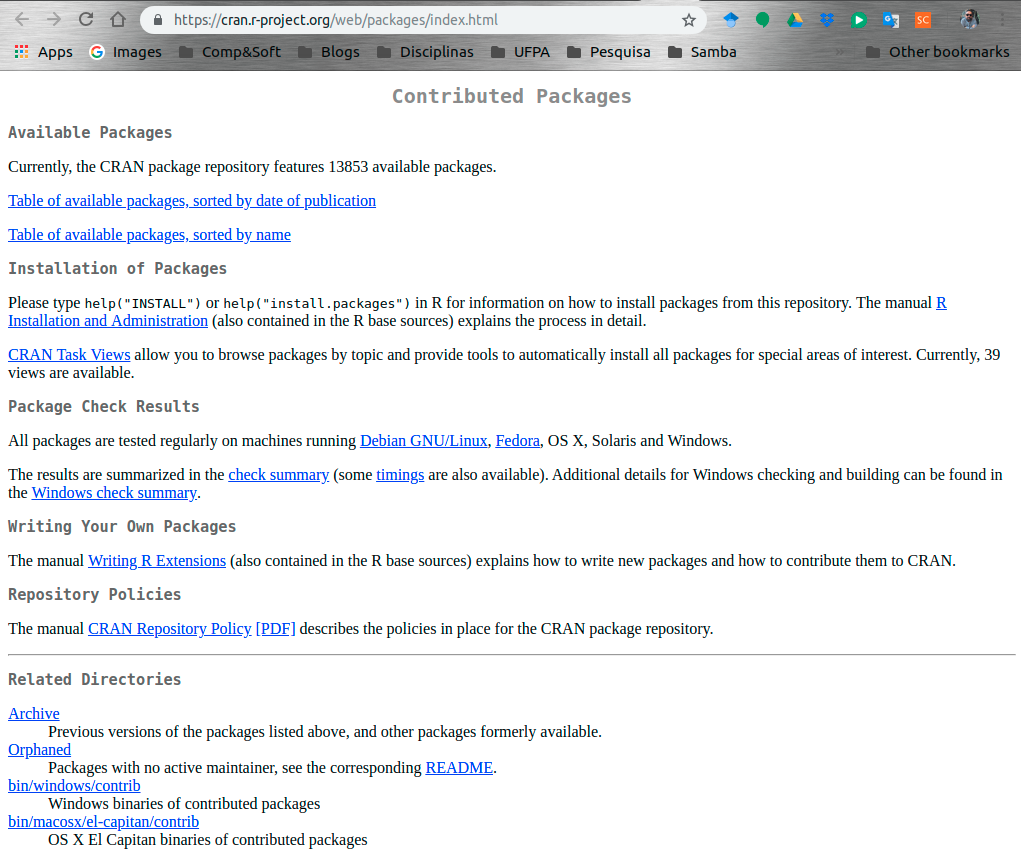 https://cran.r-project.org/web/packages/index.html
SC
Apps Images Comp&Soft Blogs Disciplinas UFPA Pesquisa Samba » Other bookmarks
Contributed Packages
Available Packages
Currently, the CRAN package repository features 13853 available packages.
Table of available packages, sorted by date of publication
Table of available packages, sorted by name
Installation of Packages
Please type help("INSTALL") or help("install.packages") in R for information on how to install packages from this repository. The manual R
Installation and Administration (also contained in the R base sources) explains the process in detail.
CRAN Task Views allow you to browse packages by topic and provide tools to automatically install all packages for special areas of interest. Currently, 39
views are available.
Package Check Results
All packages are tested regularly on machines running Debian GNU/Linux, Fedora, OS X, Solaris and Windows.
The results are summarized in the check summary (some timings are also available). Additional details for Windows checking and building can be found in
the Windows check summary.
Writing Your Own Packages
The manual Writing R Extensions (also contained in the R base sources) explains how to write new packages and how to contribute them to CRAN.
Repository Policies
The manual CRAN Repository Policy [PDF] describes the policies in place for the CRAN package repository.
Related Directories
Archive
Previous versions of the packages listed above, and other packages formerly available.
Orphaned
Packages with no active maintainer, see the corresponding README.
bin/windows/contrib
Windows binaries of contributed packages
bin/macosx/el-capitan/contrib
OS X El Capitan binaries of contributed packages